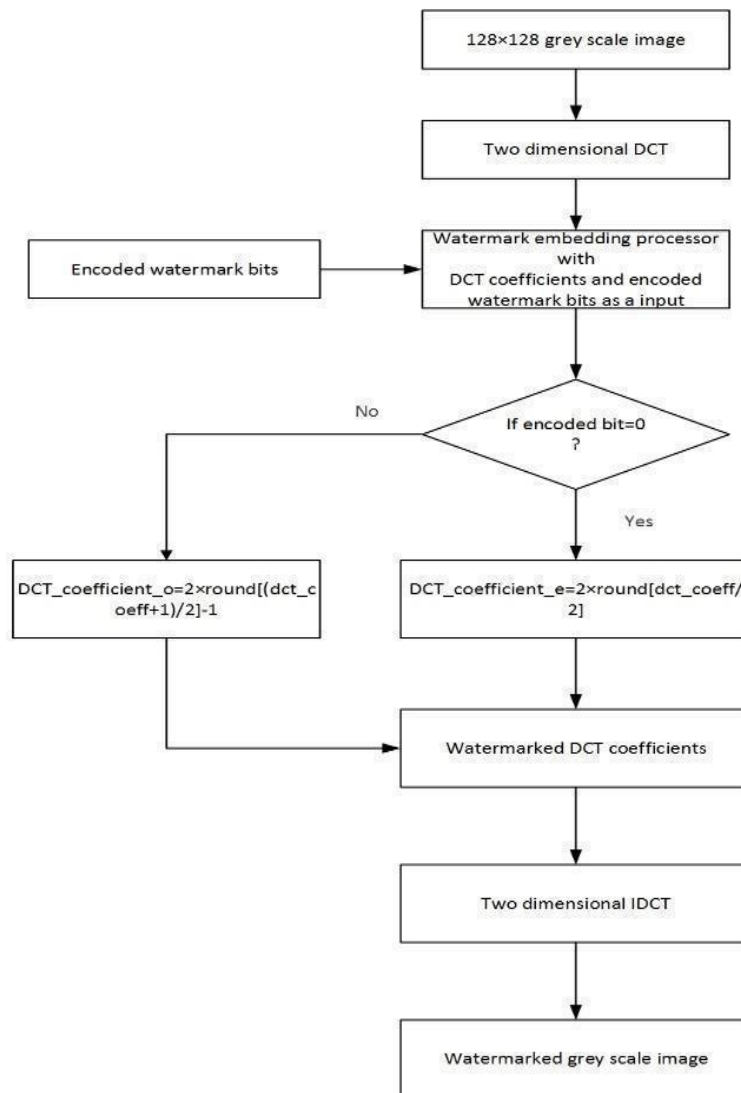 128×128 grey scale image
Two dimensional DCT
Watermark embedding processor
with
DCT coefficients and encoded
watermark bits as a input
Encoded watermark bits
If encoded bit=0
?
No
Yes
DCT_coefficient_o=2×round[(dct_c
oeff+1)/2]-1
DCT_coefficient_e=2×round[dct_coeff/
2]
Watermarked DCT coefficients
Two dimensional IDCT
Watermarked grey scale image